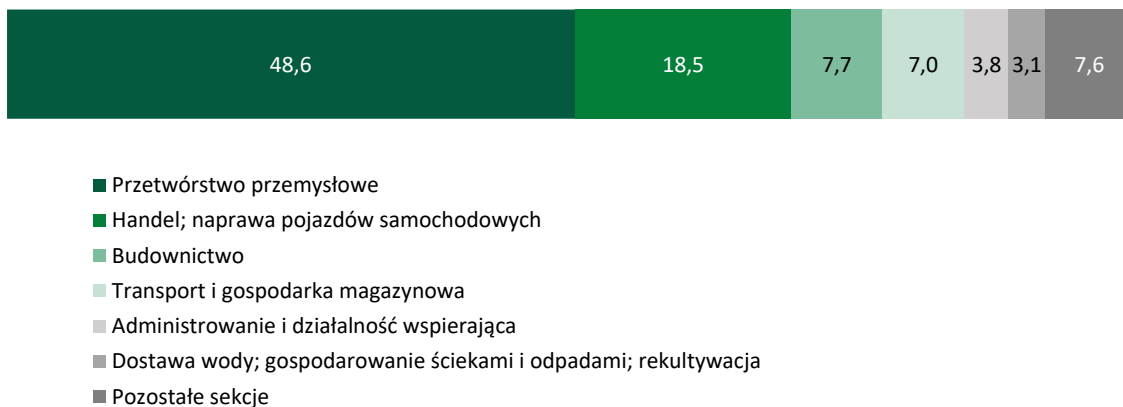 48,6 18,5 7,7 7,0 3,8 3,1 7,6
Przetwórstwo przemysłowe
Handel; naprawa pojazdów samochodowych
Budownictwo
Transport i gospodarka magazynowa
Administrowanie i działalność wspierająca
Dostawa wody; gospodarowanie ściekami i odpadami; rekultywacja
Pozostałe sekcje